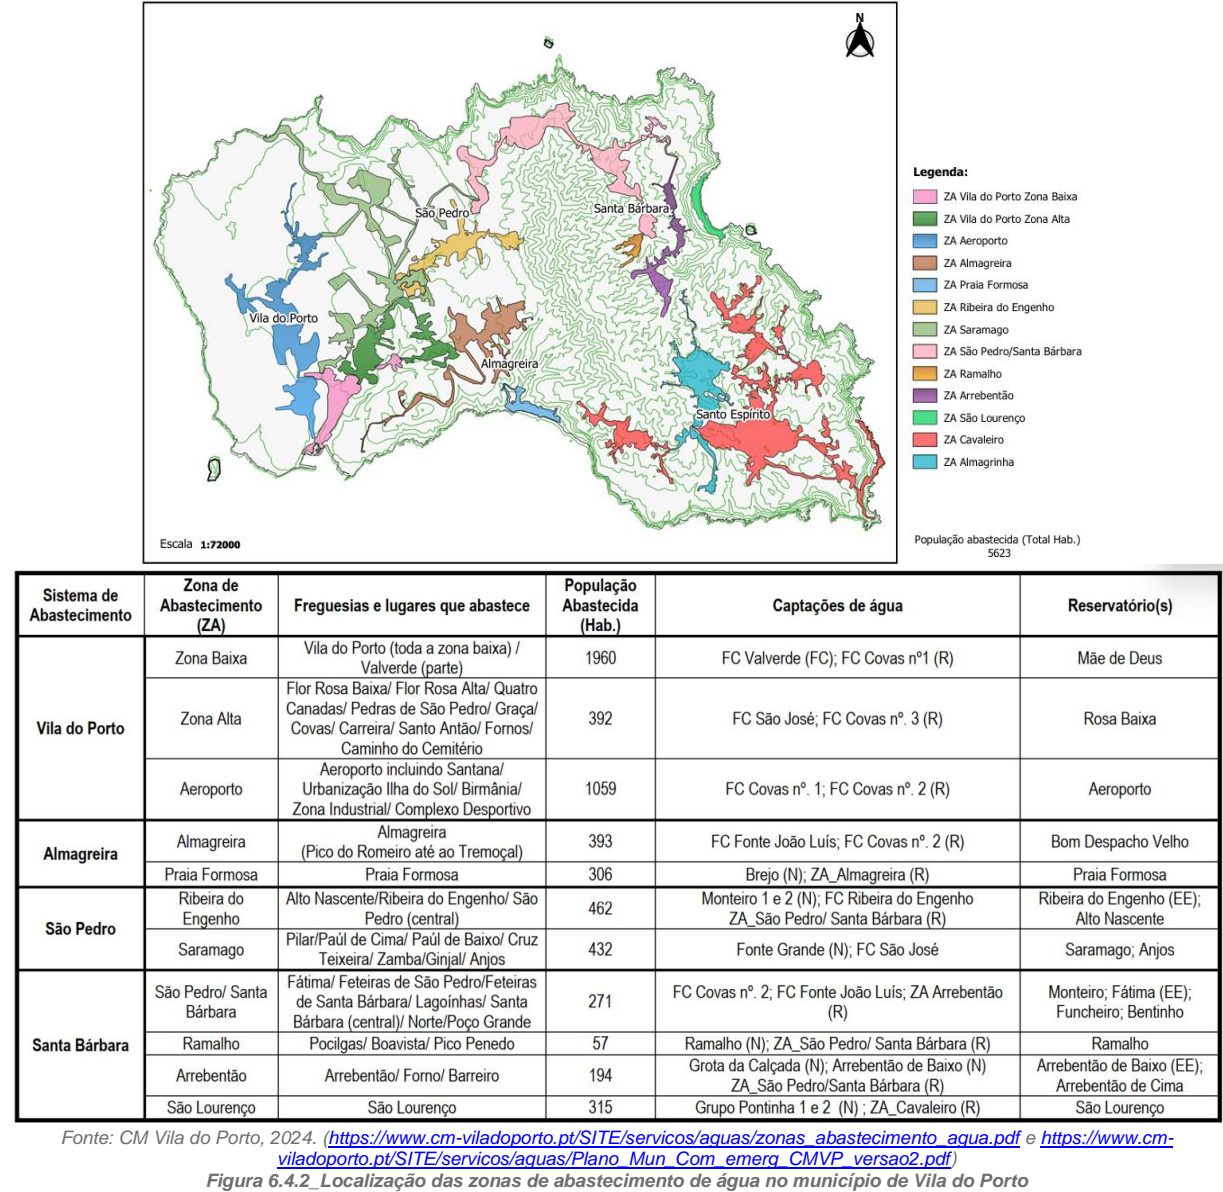 N
São Pedro
Santa Bárbara
Vila do Porto
Almagreira
Santo Espírito
Escala 1:72000
Legenda:
ZA Vila do Porto Zona Baixa
ZA Vila do Porto Zona Alta
ZA Aeroporto
ZA Almagreira
ZA Praia Formosa
ZA Ribeira do Engenho
ZA Saramago
ZA São Pedro/Santa Bárbara
ZA Ramalho
ZA Arrebentão
ZA São Lourenço
ZA Cavaleiro
ZA Almagrinha
População abastecida (Total Hab.)
5623
Sistema de
Abastecimento
Zona de
Abastecimento
(ZA)
Freguesias e lugares que abastece
População
Abastecida
(Hab.)
Captações de água
Reservatório(s)
Vila do Porto
Zona Baixa
Vila do Porto (toda a zona baixa) /
Valverde (parte)
1960
FC Valverde (FC); FC Covas nº1 (R)
Mãe de Deus
Zona Alta
Flor Rosa Baixa/ Flor Rosa Alta/ Quatro
Canadas/ Pedras de São Pedro/ Graça/
Covas/ Carreira/ Santo Antão/ Fornos/
Caminho do Cemitério
392
FC São José; FC Covas nº. 3 (R)
Rosa Baixa
Aeroporto
Aeroporto incluindo Santana/
Urbanização Ilha do Sol/ Birmânia/
Zona Industrial/ Complexo Desportivo
1059
FC Covas nº. 1; FC Covas nº. 2 (R)
Aeroporto
Almagreira
Almagreira
Almagreira
(Pico do Romeiro até ao Tremoçal)
393
FC Fonte João Luís; FC Covas nº. 2 (R)
Bom Despacho Velho
Praia Formosa
Praia Formosa
306
Brejo (N); ZA_Almagreira (R)
Praia Formosa
São Pedro
Ribeira do
Engenho
Alto Nascente/Ribeira do Engenho/ São
Pedro (central)
462
Monteiro 1 e 2 (N); FC Ribeira do Engenho
ZA_São Pedro/ Santa Bárbara (R)
Ribeira do Engenho (EE);
Alto Nascente
Saramago
Pilar/Paúl de Cima/ Paúl de Baixo/ Cruz
Teixeira/ Zamba/Ginjal/ Anjos
432
Fonte Grande (N); FC São José
Saramago; Anjos
Santa Bárbara
São Pedro/ Santa
Bárbara
Fátima/ Feteiras de São Pedro/Feteiras
de Santa Bárbara/ Lagoínhas/ Santa
Bárbara (central)/ Norte/Poço Grande
271
FC Covas nº. 2; FC Fonte João Luís; ZA Arrebentão
(R)
Monteiro; Fátima (EE);
Funcheiro; Bentinho
Ramalho
Pocilgas/ Boavista/ Pico Penedo
57
Ramalho (N); ZA_São Pedro/ Santa Bárbara (R)
Ramalho
Arrebentão
Arrebentão/ Forno/ Barreiro
194
Grota da Calçada (N); Arrebentão de Baixo (N)
ZA_São Pedro/Santa Bárbara (R)
Arrebentão de Baixo (EE);
Arrebentão de Cima
São Lourenço
São Lourenço
315
Grupo Pontinha 1 e 2 (N) ; ZA_Cavaleiro (R)
São Lourenço
Fonte: CM Vila do Porto, 2024. (https://www.cm-viladoporto.pt/SITE/servicos/aguas/zonas_abastecimento_agua.pdf e https://www.cm-
viladoporto.pt/SITE/servicos/aguas/Plano_Mun_Com_emerg_CMVP_versao2.pdf)
Figura 6.4.2_Localização das zonas de abastecimento de água no município de Vila do Porto